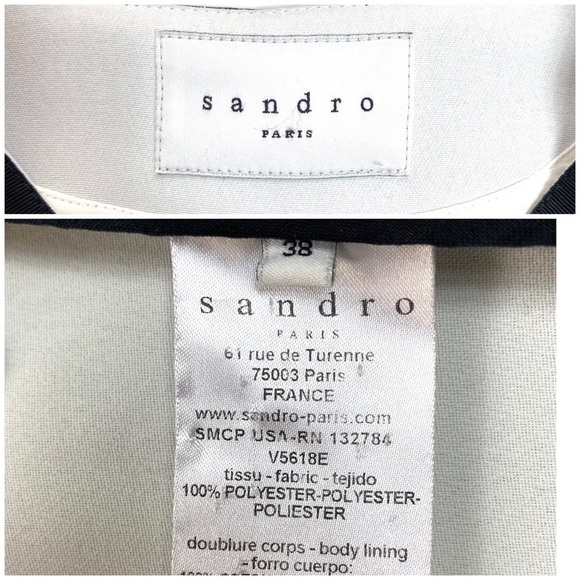 sandro
PARIS
38
sandro
PARIS
61 rue de Turenne
75003 Paris
FRANCE
www.sandro-paris.com
SMCP USA-RN 132784
V5618E
tissu - fabric - tejido
100% POLYESTER-POLYESTER-
POLIESTER
doublure corps - body lining
- forro cuerpo: